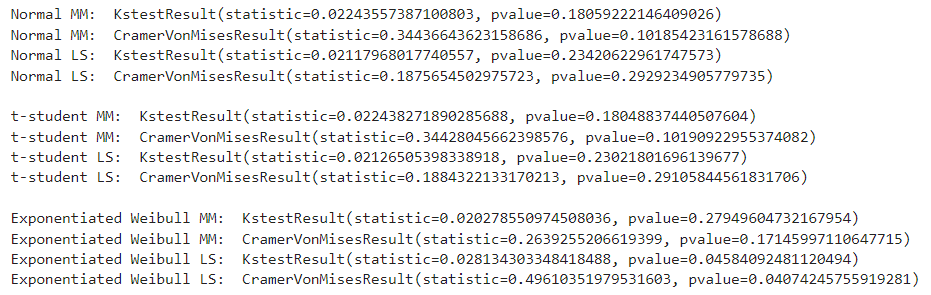 Normal MM:  KstestResult(statistic=0.02243557387100803, pvalue=0.18059222146409026)
Normal MM:  CramerVonMisesResult(statistic=0.34436643623158686, pvalue=0.10185423161578688)
Normal LS:  KstestResult(statistic=0.02117968017740557, pvalue=0.23420622961747573)
Normal LS:  CramerVonMisesResult(statistic=0.1875654502975723, pvalue=0.2929234905779735)
t-student MM:  KstestResult(statistic=0.022438271890285688, pvalue=0.18048837440507604)
t-student MM:  CramerVonMisesResult(statistic=0.34428045662398576, pvalue=0.10190922955374082)
t-student LS:  KstestResult(statistic=0.02126505398338918, pvalue=0.23021801696139677)
t-student LS:  CramerVonMisesResult(statistic=0.1884322133170213, pvalue=0.29105844561831706)
Exponentiated Weibull MM:  KstestResult(statistic=0.020278550974508036, pvalue=0.27949604732167954)
Exponentiated Weibull MM:  CramerVonMisesResult(statistic=0.2639255206619399, pvalue=0.17145997110647715)
Exponentiated Weibull LS:  KstestResult(statistic=0.028134303348418488, pvalue=0.04584092481120494)
Exponentiated Weibull LS:  CramerVonMisesResult(statistic=0.49610351979531603, pvalue=0.04074245755919281)